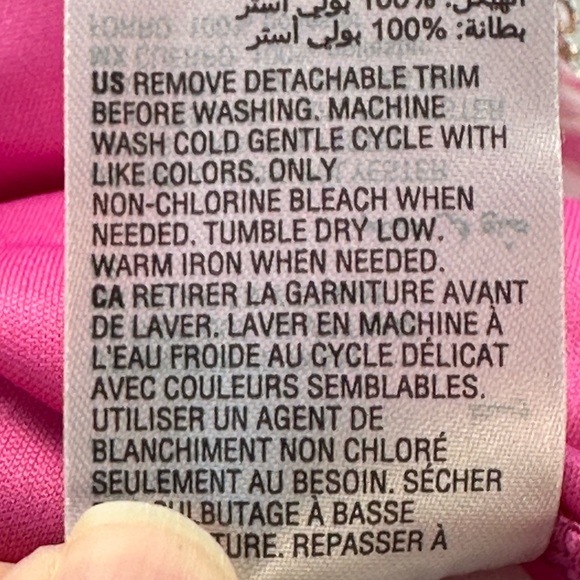 100% بولي استر
بطانة: 100% بولي استر
US REMOVE DETACHABLE TRIM
BEFORE WASHING. MACHINE
WASH COLD GENTLE CYCLE WITH
LIKE COLORS. ONLY
NON-CHLORINE BLEACH WHEN
NEEDED. TUMBLE DRY LOW.
WARM IRON WHEN NEEDED.
CA RETIRER LA GARNITURE AVANT
DE LAVER. LAVER EN MACHINE À
L'EAU FROIDE AU CYCLE DÉLICAT
AVEC COULEURS SEMBLABLES.
UTILISER UN AGENT DE
BLANCHIMENT NON CHLORÉ
SEULEMENT AU BESOIN. SÉCHER
À BASSE
REPASSER À